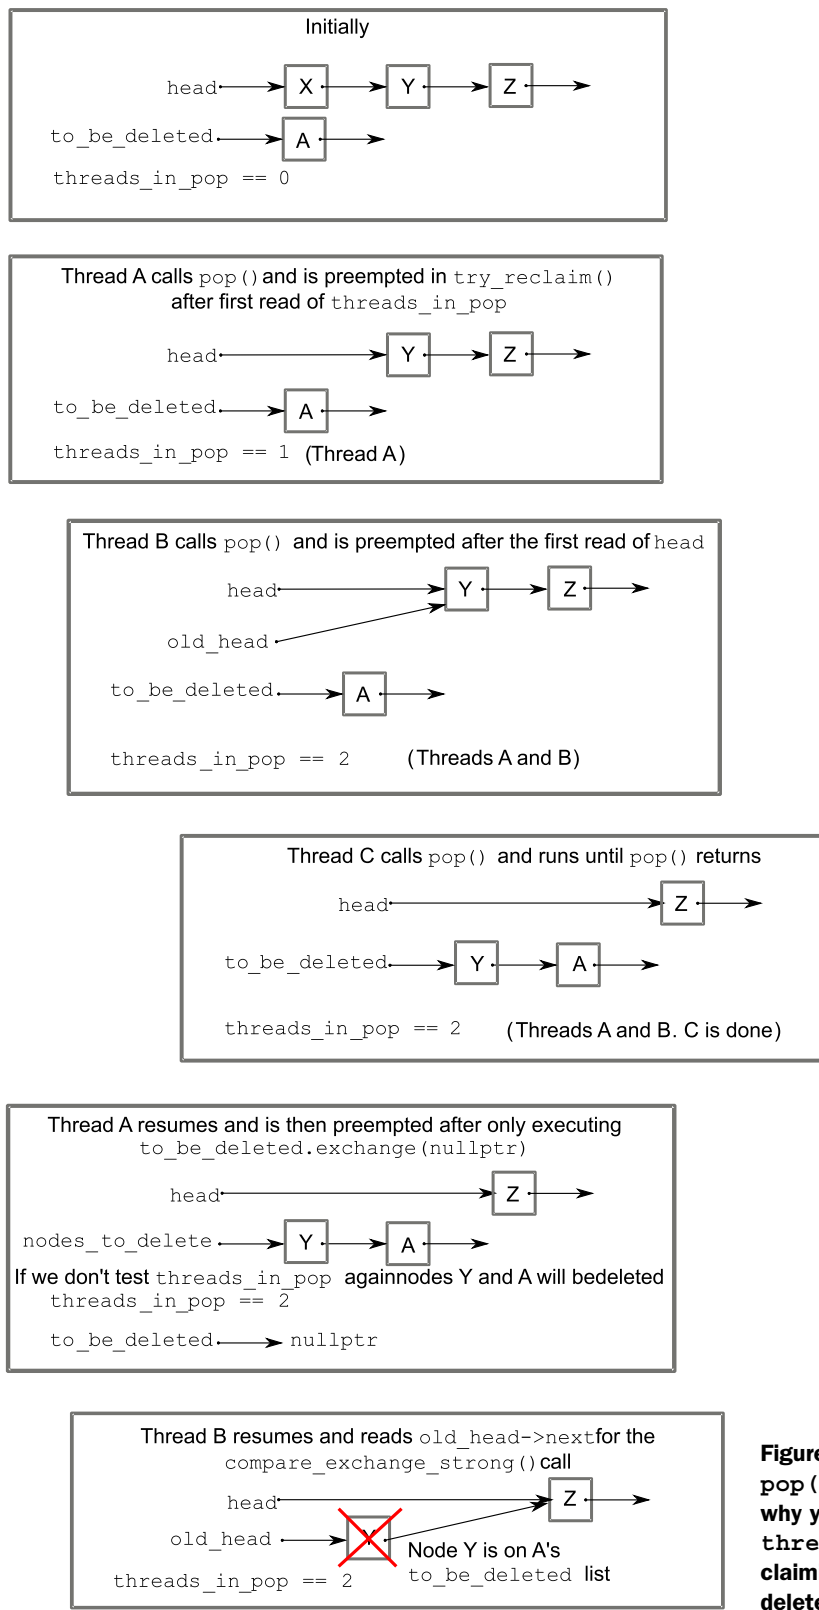 Initially
head X Y Z
to_be_deleted A
threads_in_pop == 0
Thread A calls pop() and is preempted in try_reclaim()
after first read of threads_in_pop
head Y Z
to_be_deleted A
threads_in_pop == 1 (Thread A)
Thread B calls pop() and is preempted after the first read of head
head Y Z
old_head
to_be_deleted A
threads_in_pop == 2 (Threads A and B)
Thread C calls pop() and runs until pop() returns
head Z
to_be_deleted Y A
threads_in_pop == 2 (Threads A and B. C is done)
Thread A resumes and is then preempted after only executing
to_be_deleted.exchange(nullptr)
head Z
nodes_to_delete Y A
If we don't test threads_in_pop againnodes Y and A will bedeleted
threads_in_pop == 2
to_be_deleted nullptr
Thread B resumes and reads old_head->next for the
compare_exchange_strong() call
head Z
old_head Y
Node Y is on A's
threads_in_pop == 2 to_be_deleted list
Figure
pop(
why y
thre
claim
delete